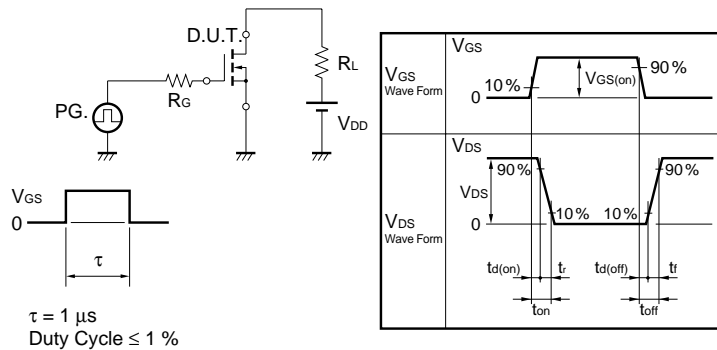 D.U.T.
RL
RG
PG.
VDD
VGS
0
τ
τ = 1 μs
Duty Cycle ≤ 1 %
VGS
Wave Form
VGS
10 %
VGS(on)
90 %
0
VDS
Wave Form
VDS
90 %
VDS
90 %
10 %
10 %
0
td(on)
tr
td(off)
tf
ton
toff